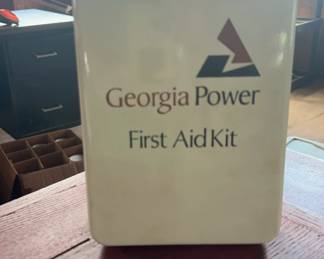 Georgia Power
First Aid Kit